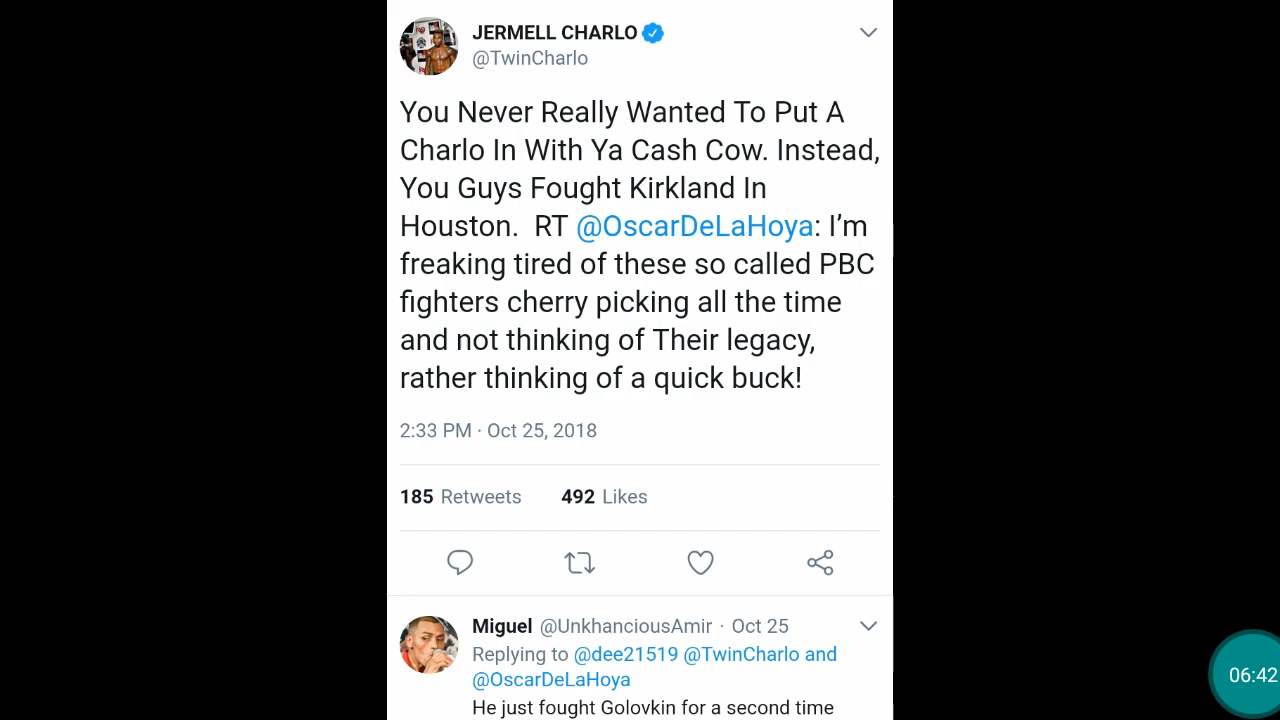 JERMELL CHARLO
@TwinCharlo
You Never Really Wanted To Put A
Charlo In With Ya Cash Cow. Instead,
You Guys Fought Kirkland In
Houston.  RT @OscarDeLaHoya: I’m
freaking tired of these so called PBC
fighters cherry picking all the time
and not thinking of Their legacy,
rather thinking of a quick buck!
2:33 PM · Oct 25, 2018
185 Retweets 492 Likes
Miguel @UnkhanciousAmir · Oct 25
Replying to @dee21519 @TwinCharlo and
@OscarDeLaHoya
He just fought Golovkin for a second time
06:42